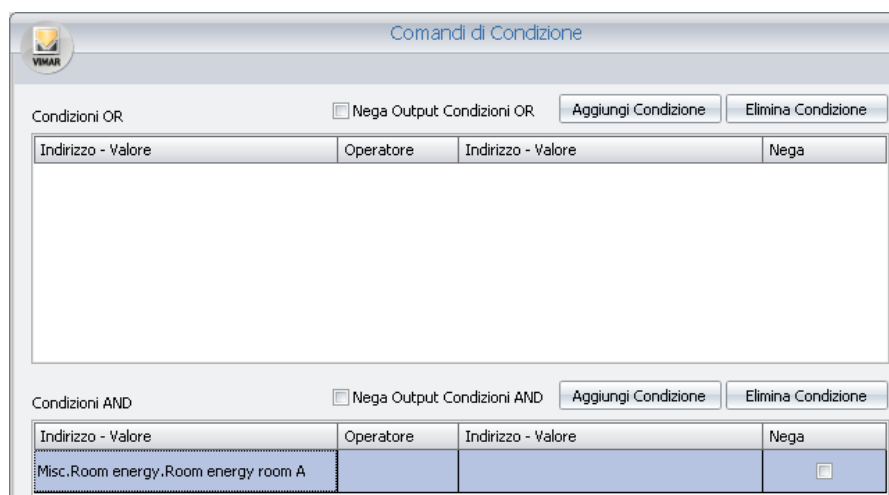 Comandi di Condizione
VIMAR
Condizioni OR Nega Output Condizioni OR Aggiungi Condizione Elimina Condizione
Indirizzo - Valore Operatore Indirizzo - Valore Nega
Condizioni AND Nega Output Condizioni AND Aggiungi Condizione Elimina Condizione
Indirizzo - Valore Operatore Indirizzo - Valore Nega
Misc.Room energy.Room energy room A